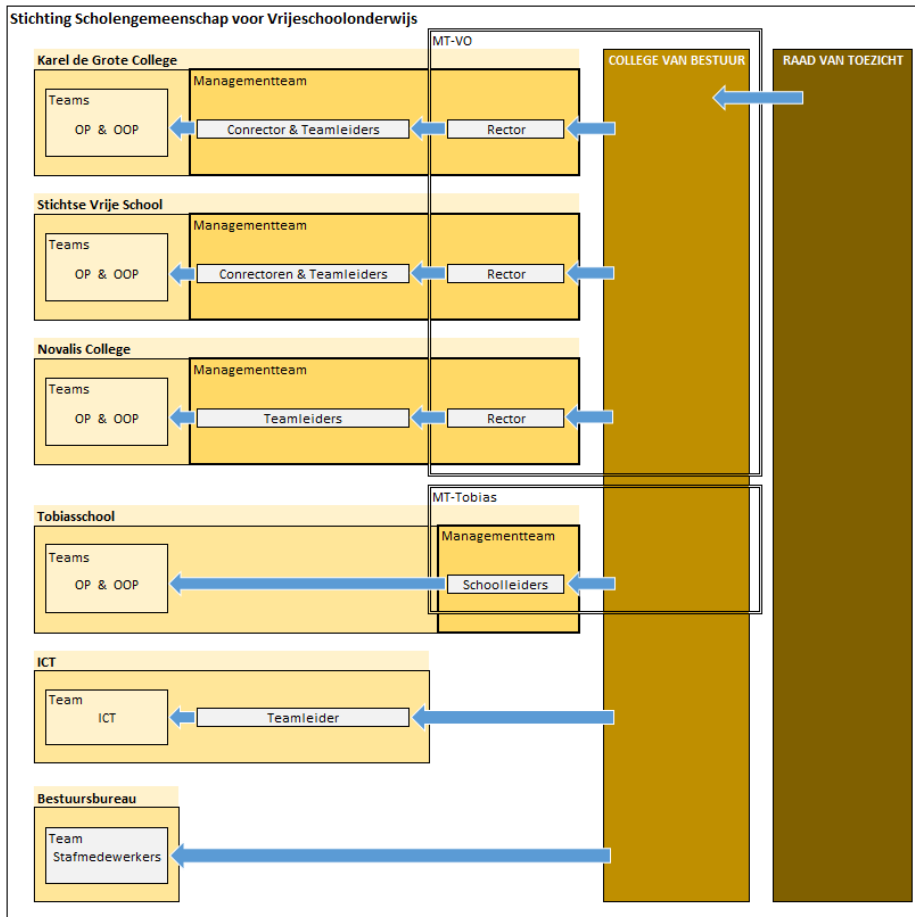 Stichting Scholengemeenschap voor Vrijeschoolonderwijs
MT-VO
Karel de Grote College
COLLEGE VAN BESTUUR
RAAD VAN TOEZICHT
Managementteam
Teams
OP & OOP
Conrector & Teamleiders
Rector
Stichtse Vrije School
Managementteam
Teams
OP & OOP
Conrectoren & Teamleiders
Rector
Novalis College
Managementteam
Teams
OP & OOP
Teamleiders
Rector
MT-Tobias
Tobiasschool
Managementteam
Teams
OP & OOP
Schoolleiders
ICT
Team
ICT
Teamleider
Bestuursbureau
Team
Stafmedewerkers